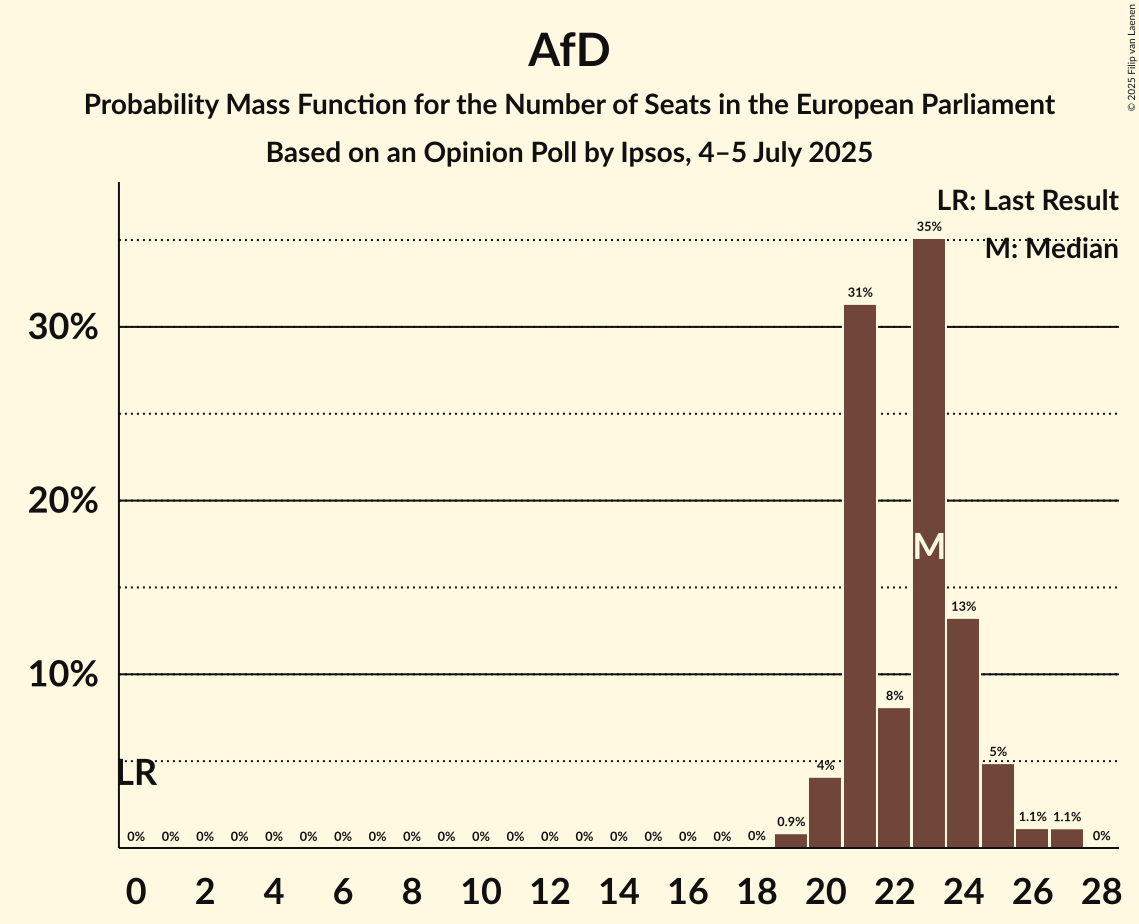 AfD
Probability Mass Function for the Number of Seats in the European Parliament
Based on an Opinion Poll by Ipsos, 4–5 July 2025
© 2025 Filip van Laenen
LR: Last Result
M: Median
35%
31%
30%
20%
M
13%
10%
8%
5%
4%
LR
0% 0% 0% 0% 0% 0% 0% 0% 0% 0% 0% 0% 0% 0% 0% 0% 0% 0% 0% 0.9% 1.1% 1.1% 0%
0 2 4 6 8 10 12 14 16 18 20 22 24 26 28